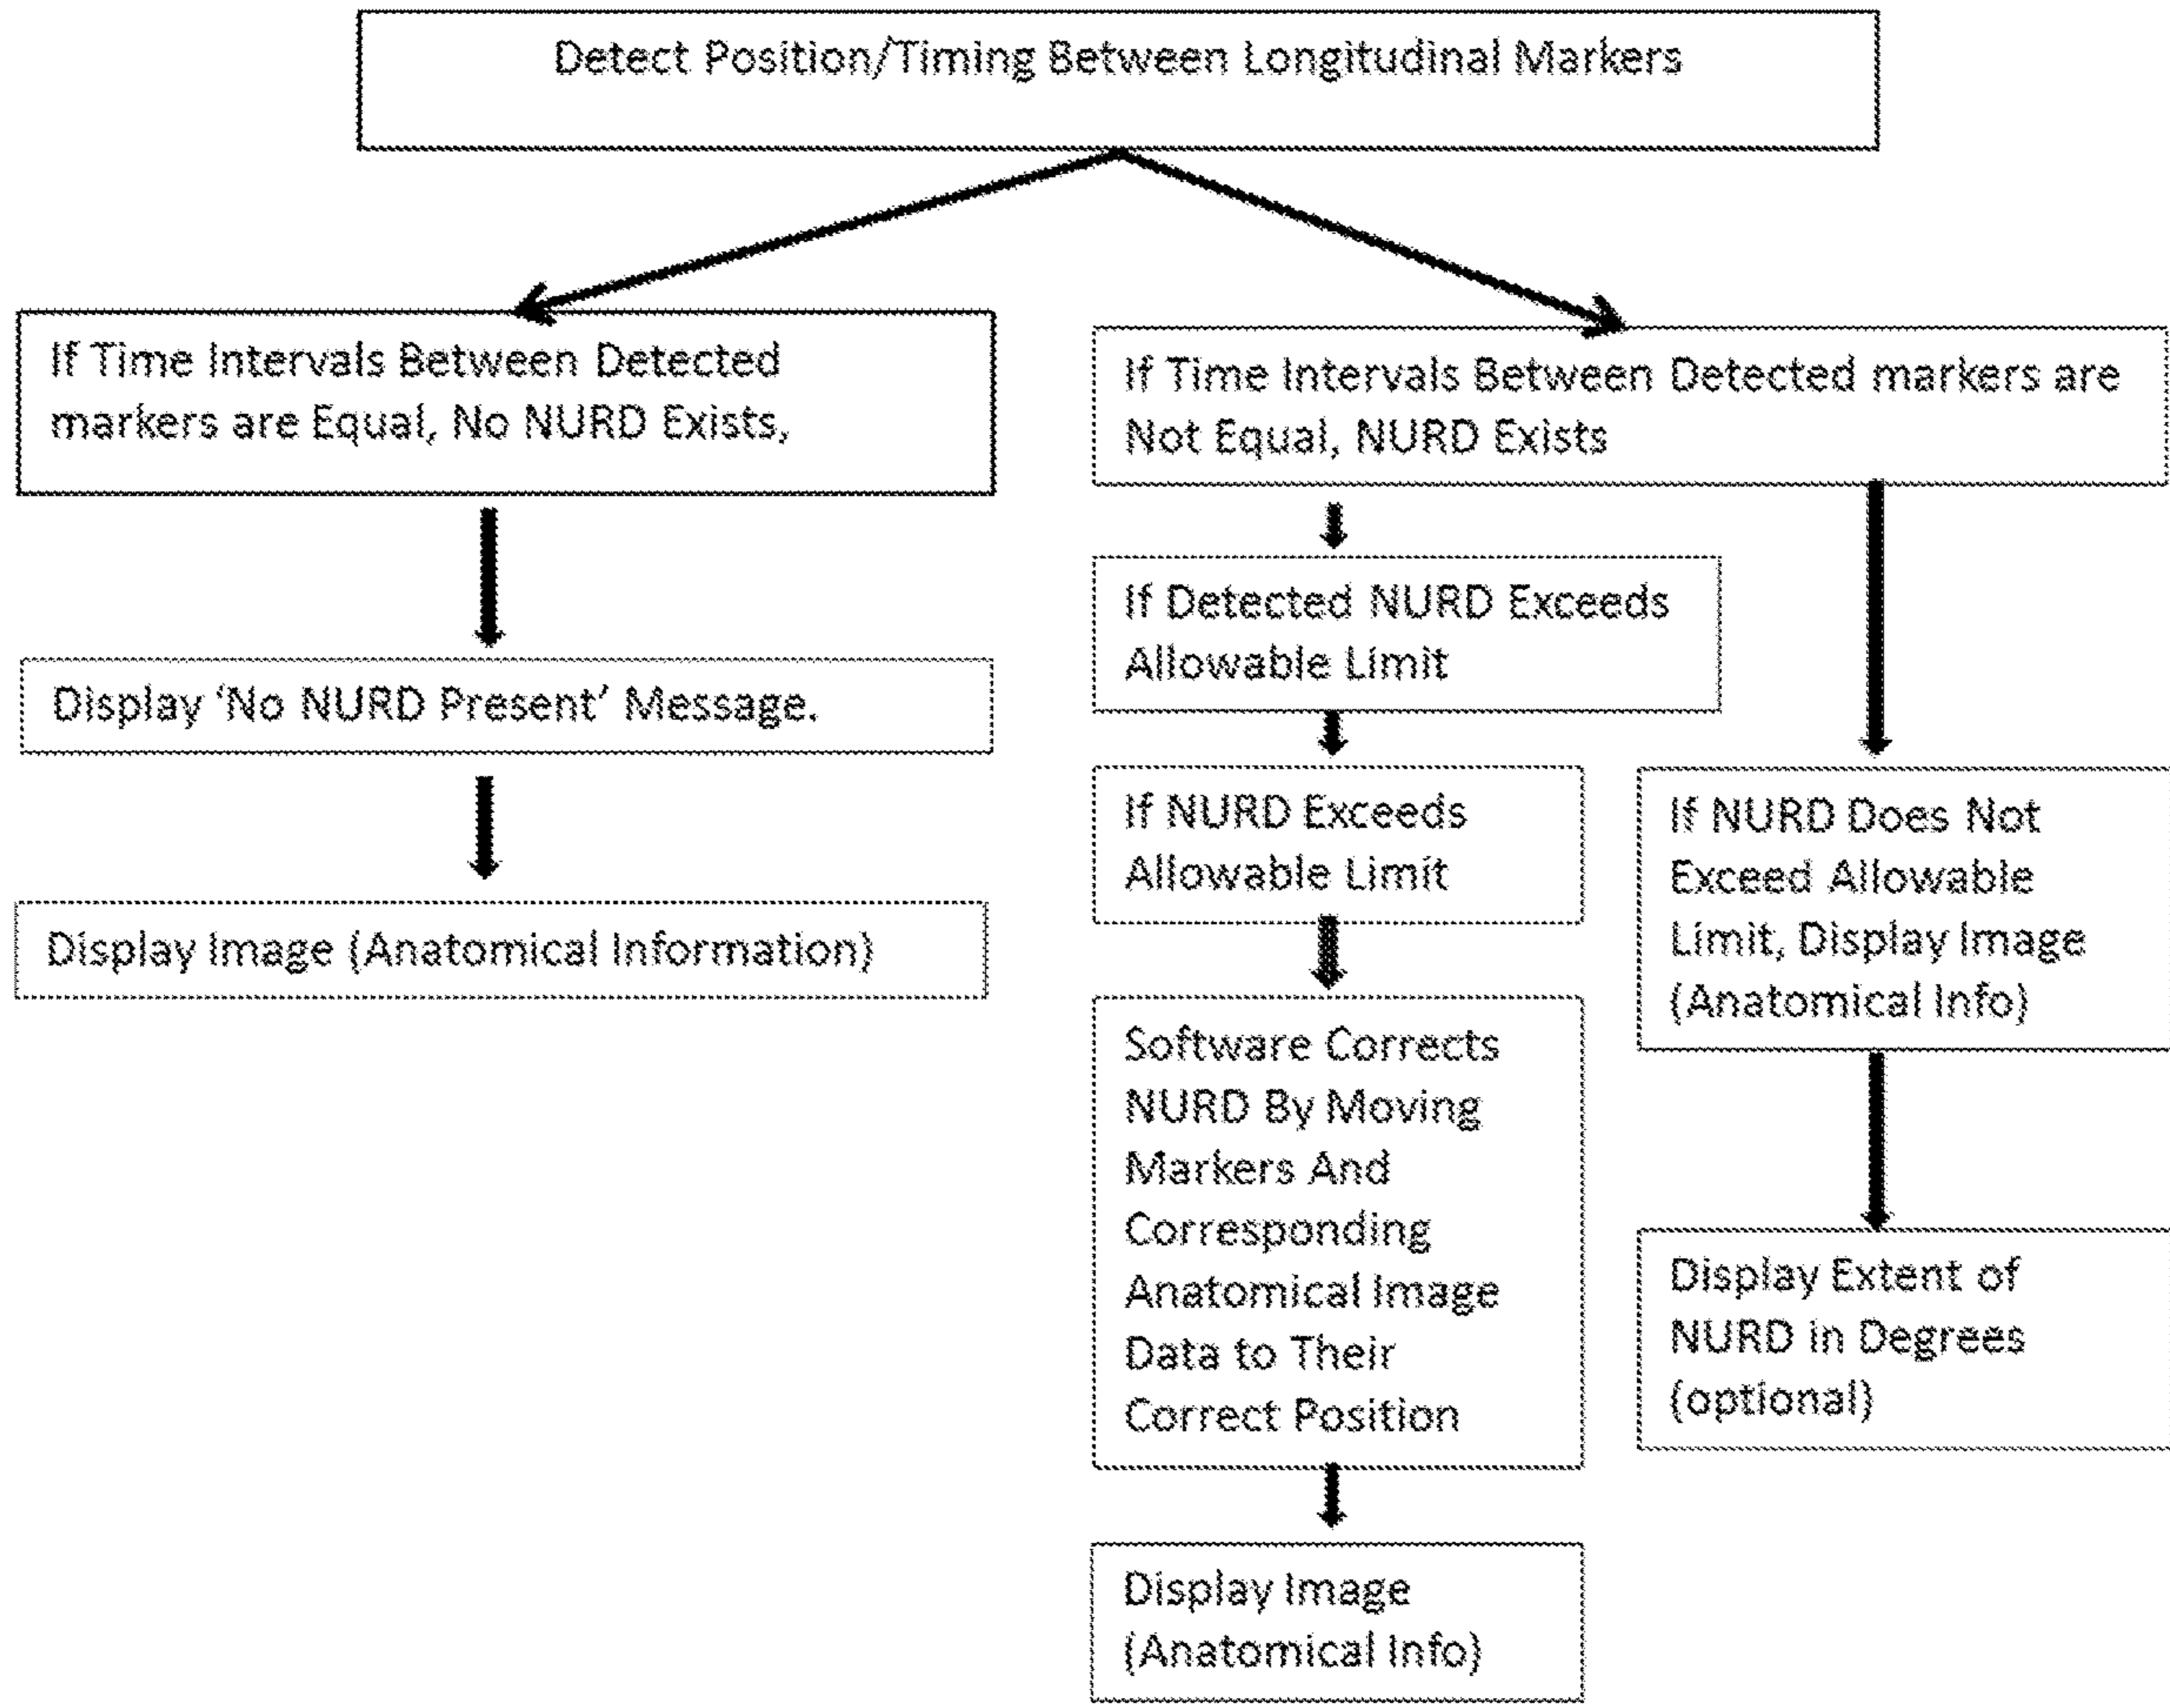 Detect Position/Timing Between Longitudinal Markers
If Time Intervals Between Detected
markers are Equal, No NURD Exists,
Display ‘No NURD Present’ Message.
Display Image (Anatomical Information)
If Time Intervals Between Detected markers are
Not Equal, NURD Exists
If Detected NURD Exceeds
Allowable Limit
If NURD Exceeds
Allowable Limit
Software Corrects
NURD By Moving
Markers And
Corresponding
Anatomical Image
Data to Their
Correct Position
Display Image
(Anatomical Info)
If NURD Does Not
Exceed Allowable
Limit, Display Image
(Anatomical Info)
Display Extent of
NURD in Degrees
(optional)